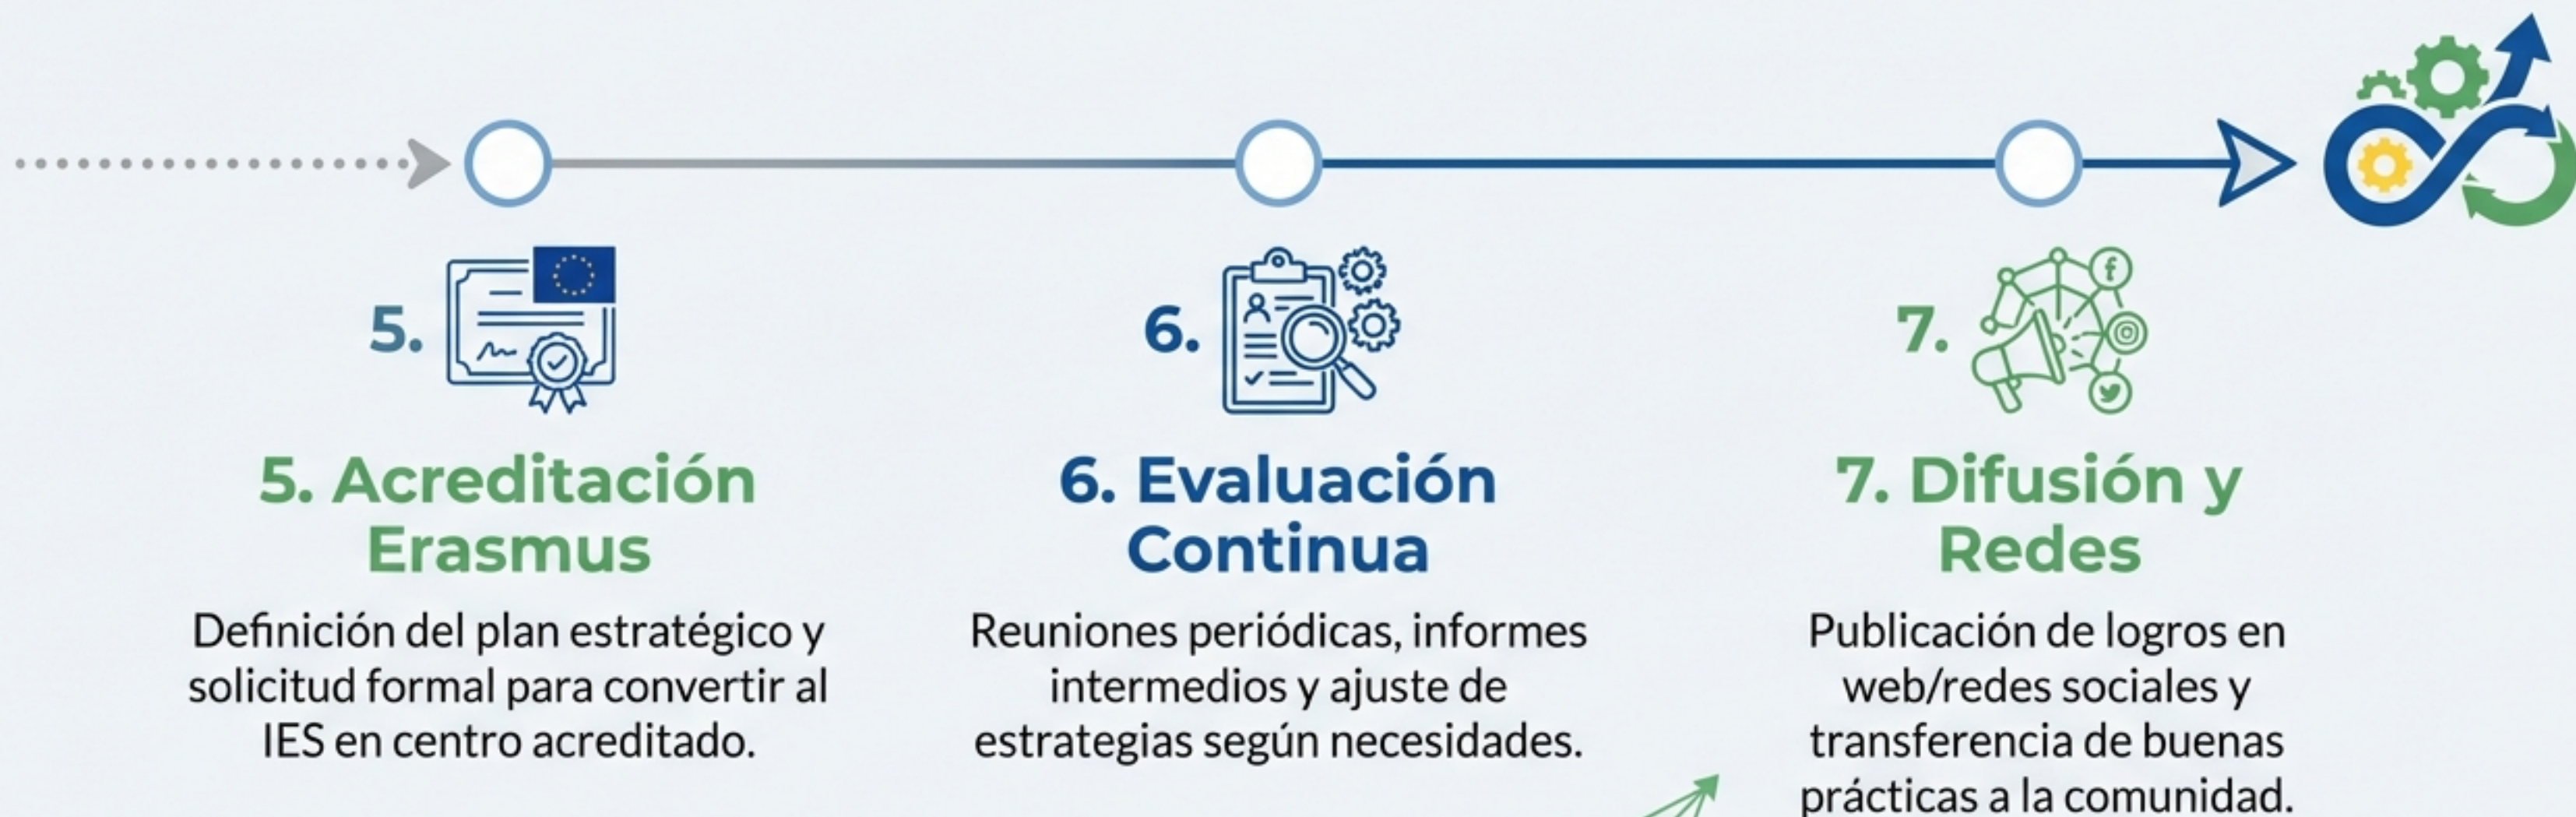 5.
5. Acreditación
Erasmus
Definición del plan estratégico y
solicitud formal para convertir al
IES en centro acreditado.
6.
6. Evaluación
Continua
Reuniones periódicas, informes
intermedios y ajuste de
estrategias según necesidades.
7.
7. Difusión y
Redes
Publicación de logros en
web/redes sociales y
transferencia de buenas
prácticas a la comunidad.